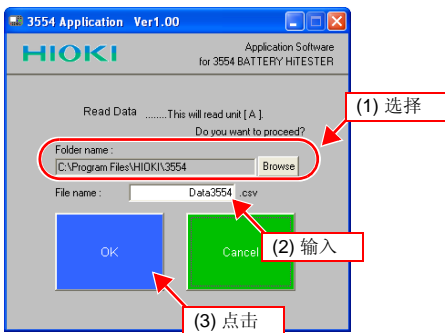 3554 Application Ver1.00
HIOKI
Application Software
for 3554 BATTERY HiTESTER
Read Data ........This will read unit [ A ].
Do you want to proceed?
(1) 选择
Folder name :
C:\Program Files\HIOKI\3554
Browse
File name :
Data3554 .csv
(2) 输入
OK
Cancel
(3) 点击